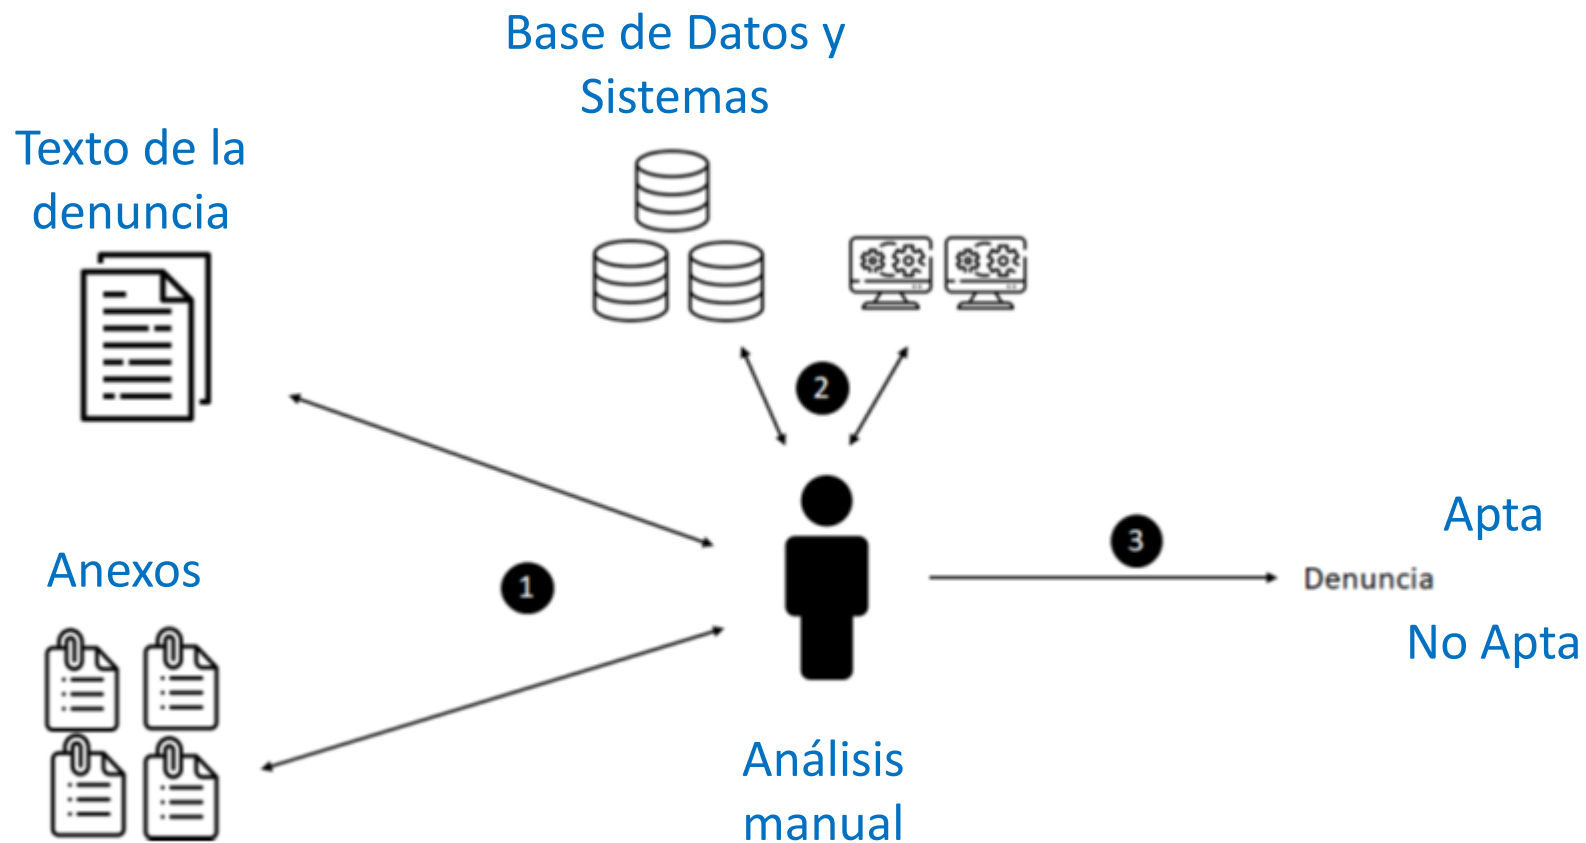 Base de Datos y
Sistemas
Texto de la
denuncia
2
Apta
3
Denuncia
No Apta
Anexos
1
Análisis
manual